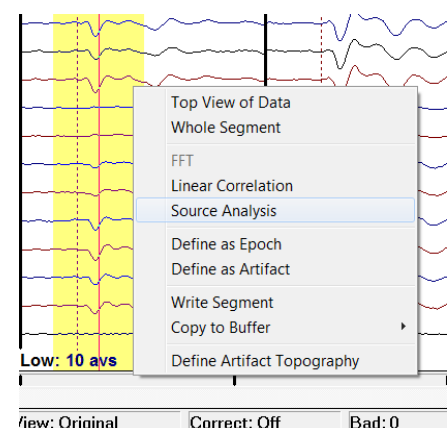 Top View of Data
Whole Segment
FFT
Linear Correlation
Source Analysis
Define as Epoch
Define as Artifact
Write Segment
Copy to Buffer
Define Artifact Topography
Low: 10 avs
View: Original Correct: Off Bad: 0